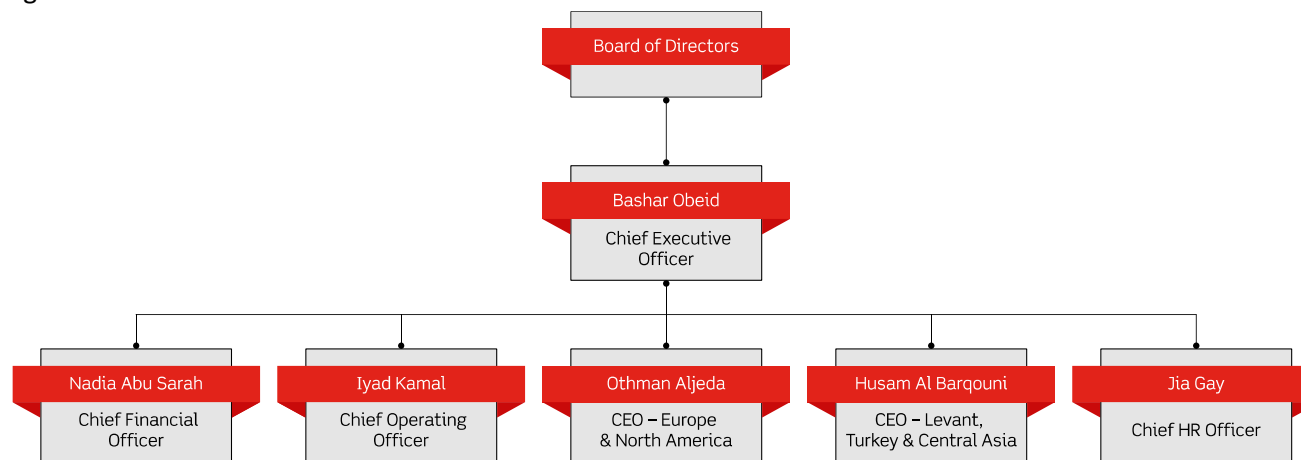 Board of Directors
Bashar Obeid
Chief Executive
Officer
Nadia Abu Sarah
Chief Financial
Officer
Iyad Kamal
Chief Operating
Officer
Othman Aljeda
CEO – Europe
& North America
Husam Al Barqouni
CEO – Levant,
Turkey & Central Asia
Jia Gay
Chief HR Officer